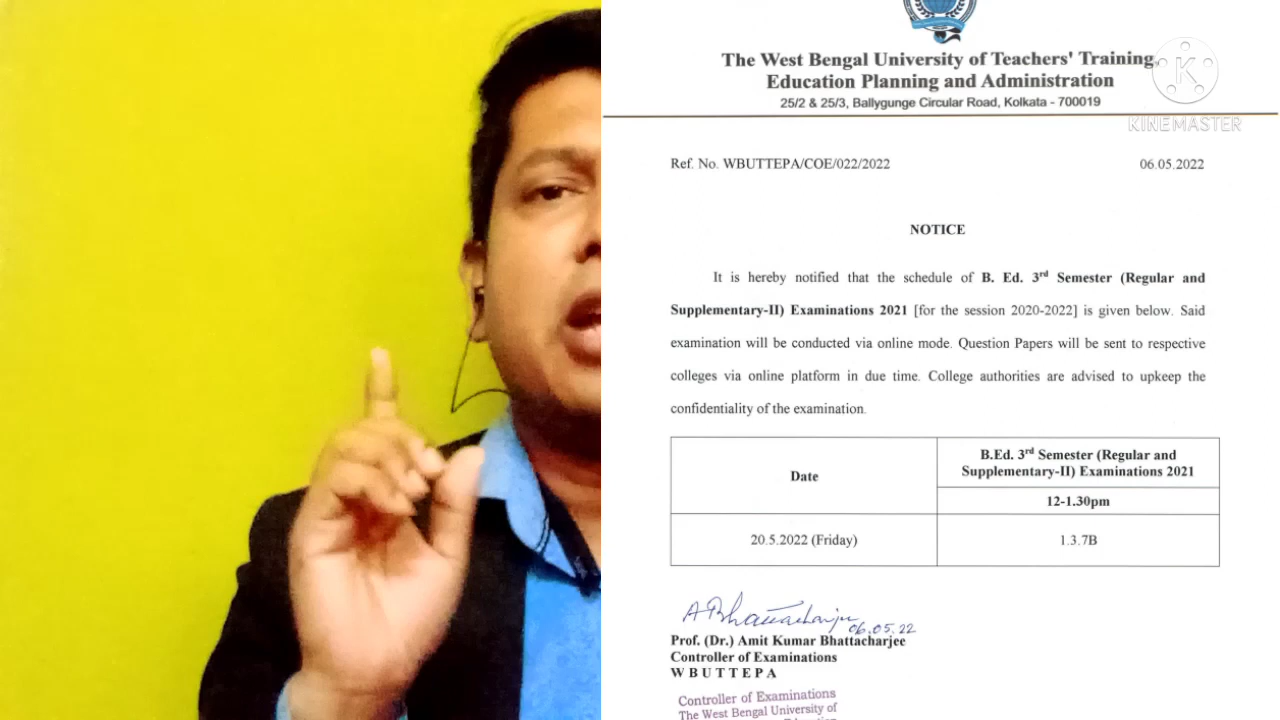 The West Bengal University of Teachers' Training,
Education Planning and Administration
25/2 & 25/3, Ballygunge Circular Road, Kolkata - 700019
K
KINEMASTER
Ref. No. WBUTTEPA/COE/022/2022 06.05.2022
NOTICE
It is hereby notified that the schedule of B. Ed. 3rd Semester (Regular and
Supplementary-II) Examinations 2021 [for the session 2020-2022] is given below. Said
examination will be conducted via online mode. Question Papers will be sent to respective
colleges via online platform in due time. College authorities are advised to upkeep the
confidentiality of the examination.
Date
B.Ed. 3rd Semester (Regular and
Supplementary-II) Examinations 2021
12-1.30pm
20.5.2022 (Friday) 1.3.7B
A Bhattacharjee
06.05.22
Prof. (Dr.) Amit Kumar Bhattacharjee
Controller of Examinations
W B U T T E P A
Controller of Examinations
The West Bengal University of